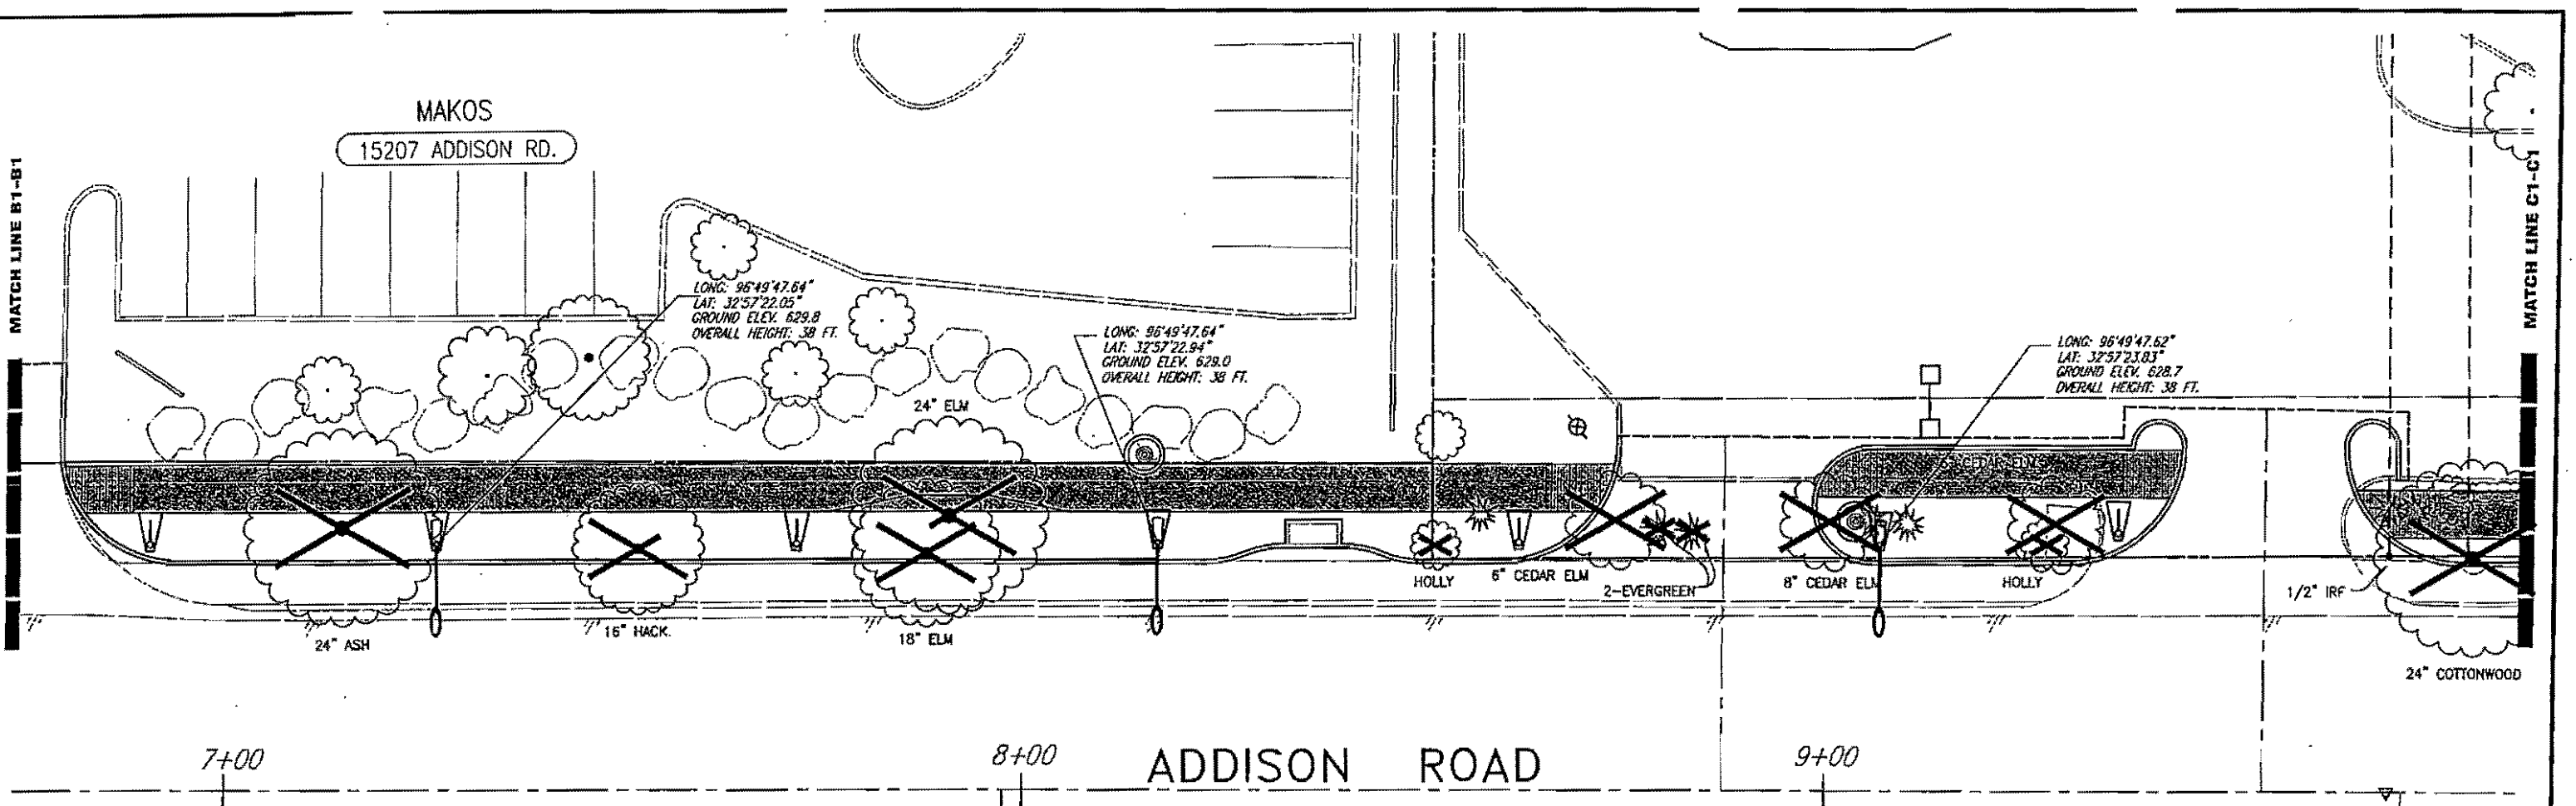 MAKOS
15207 ADDISON RD.
MATCH LINE B1-B1
MATCH LINE C1-C1
LONG: 96°49'47.64"
LAT: 32°57'22.05"
GROUND ELEV. 629.8
OVERALL HEIGHT: 38 FT.
LONG: 96°49'47.64"
LAT: 32°57'22.94"
GROUND ELEV. 629.0
OVERALL HEIGHT: 38 FT.
LONG: 96°49'47.62"
LAT: 32°57'23.83"
GROUND ELEV. 628.7
OVERALL HEIGHT: 38 FT.
24" ELM
CEDAR ELM
24" ASH
16" HACK.
18" ELM
HOLLY
6" CEDAR ELM
2-EVERGREEN
8" CEDAR ELM
HOLLY
1/2" IRF
24" COTTONWOOD
7+00
8+00
ADDISON ROAD
9+00